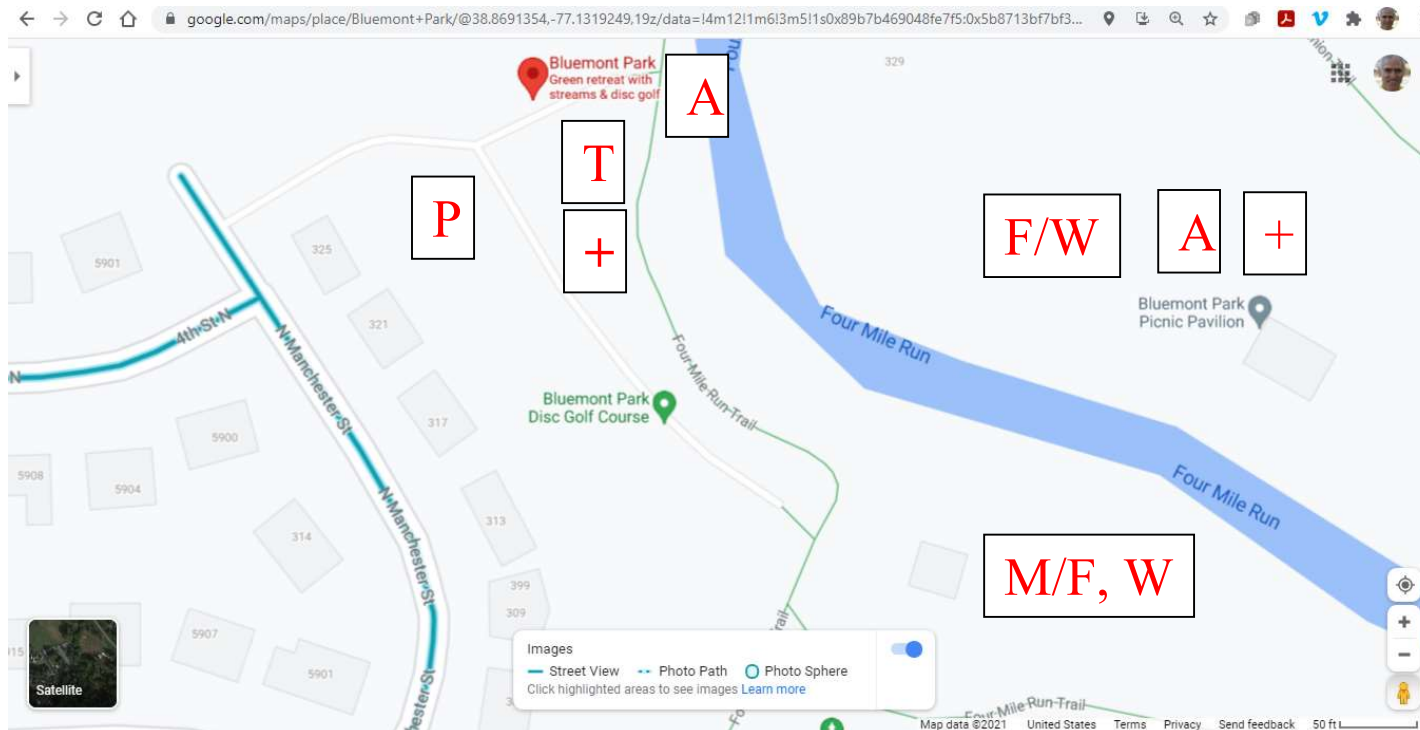 google.com/maps/place/Bluemont+Park/@38.8691354,-77.1319249,19z/data=!4m12!1m6!3m5!1s0x89b7b469048fe7f5:0x5b8713bf7bf3...
Bluemont Park
Green retreat with
streams & disc golf
A
329
T
P
+
F/W
A
+
5901
325
Bluemont Park
Picnic Pavilion
4th St N
321
Four Mile Run
N
N Manchester St
Four Mile Run Trail
Bluemont Park
Disc Golf Course
317
5900
5908
5904
Four Mile Run
N Manchester St
313
314
M/F, W
399
309
5907
5901
Images
Street View
Photo Path
Photo Sphere
Click highlighted areas to see images Learn more
Satellite
Four Mile Run Trail
Map data ©2021
United States
Terms
Privacy
Send feedback
50 ft